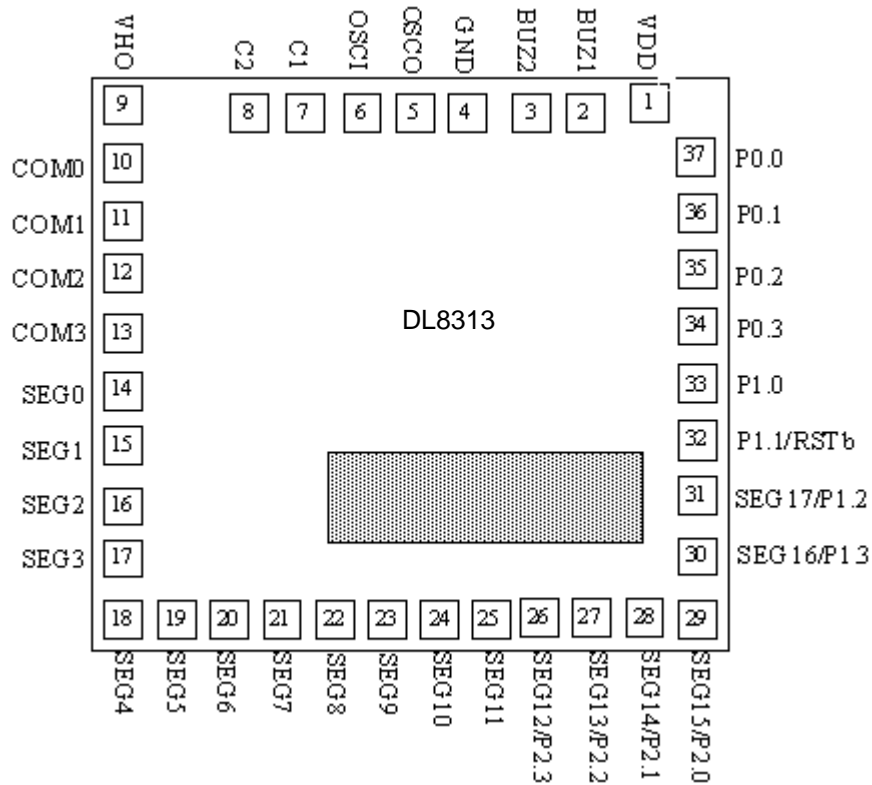 VHO C2 C1 OSCI OSCO GND BUZ2 BUZ1 VDD
9 8 7 6 5 4 3 2 1
COM0 10 37 P0.0
COM1 11 36 P0.1
COM2 12 35 P0.2
COM3 13 DL8313 34 P0.3
SEG0 14 33 P1.0
SEG1 15 32 P1.1/RSTb
SEG2 16 31 SEG17/P1.2
SEG3 17 30 SEG16/P1.3
18 19 20 21 22 23 24 25 26 27 28 29
SEG4 SEG5 SEG6 SEG7 SEG8 SEG9 SEG10 SEG11 SEG12/P2.3 SEG13/P2.2 SEG14/P2.1 SEG15/P2.0